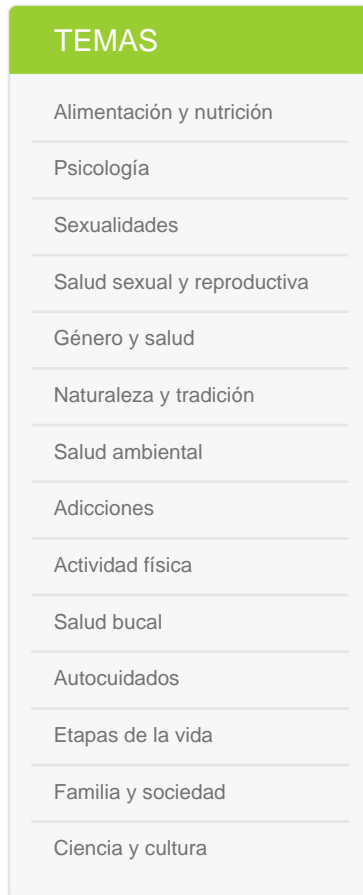 TEMAS
Alimentación y nutrición
Psicología
Sexualidades
Salud sexual y reproductiva
Género y salud
Naturaleza y tradición
Salud ambiental
Adicciones
Actividad física
Salud bucal
Autocuidados
Etapas de la vida
Familia y sociedad
Ciencia y cultura